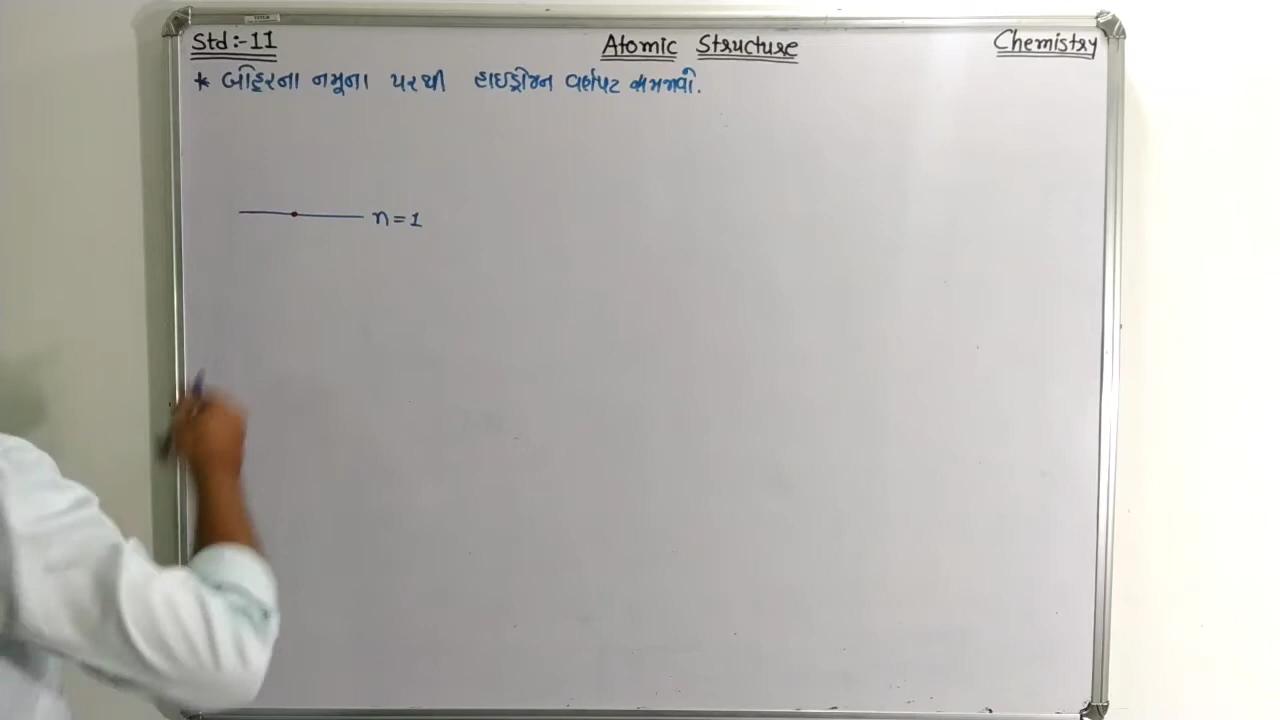 Std:-11 Atomic Structure Chemistry
* બોહરના નમૂના પરથી હાઇડ્રોજન વર્ણપટ સમજાવો.
n=1